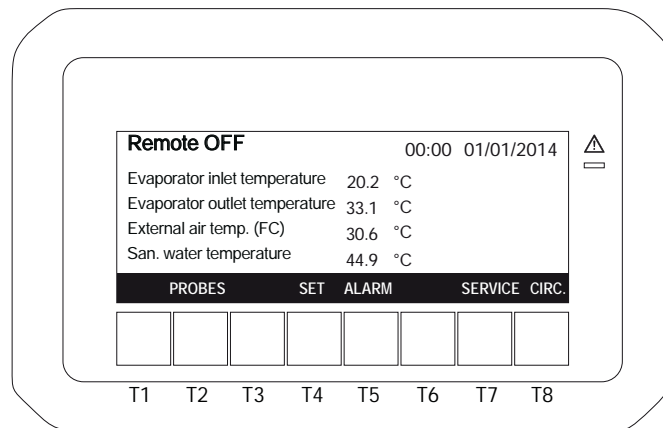 Remote OFF 00:00 01/01/2014
Evaporator inlet temperature 20.2 °C
Evaporator outlet temperature 33.1 °C
External air temp. (FC) 30.6 °C
San. water temperature 44.9 °C
PROBES SET ALARM SERVICE CIRC.
T1 T2 T3 T4 T5 T6 T7 T8